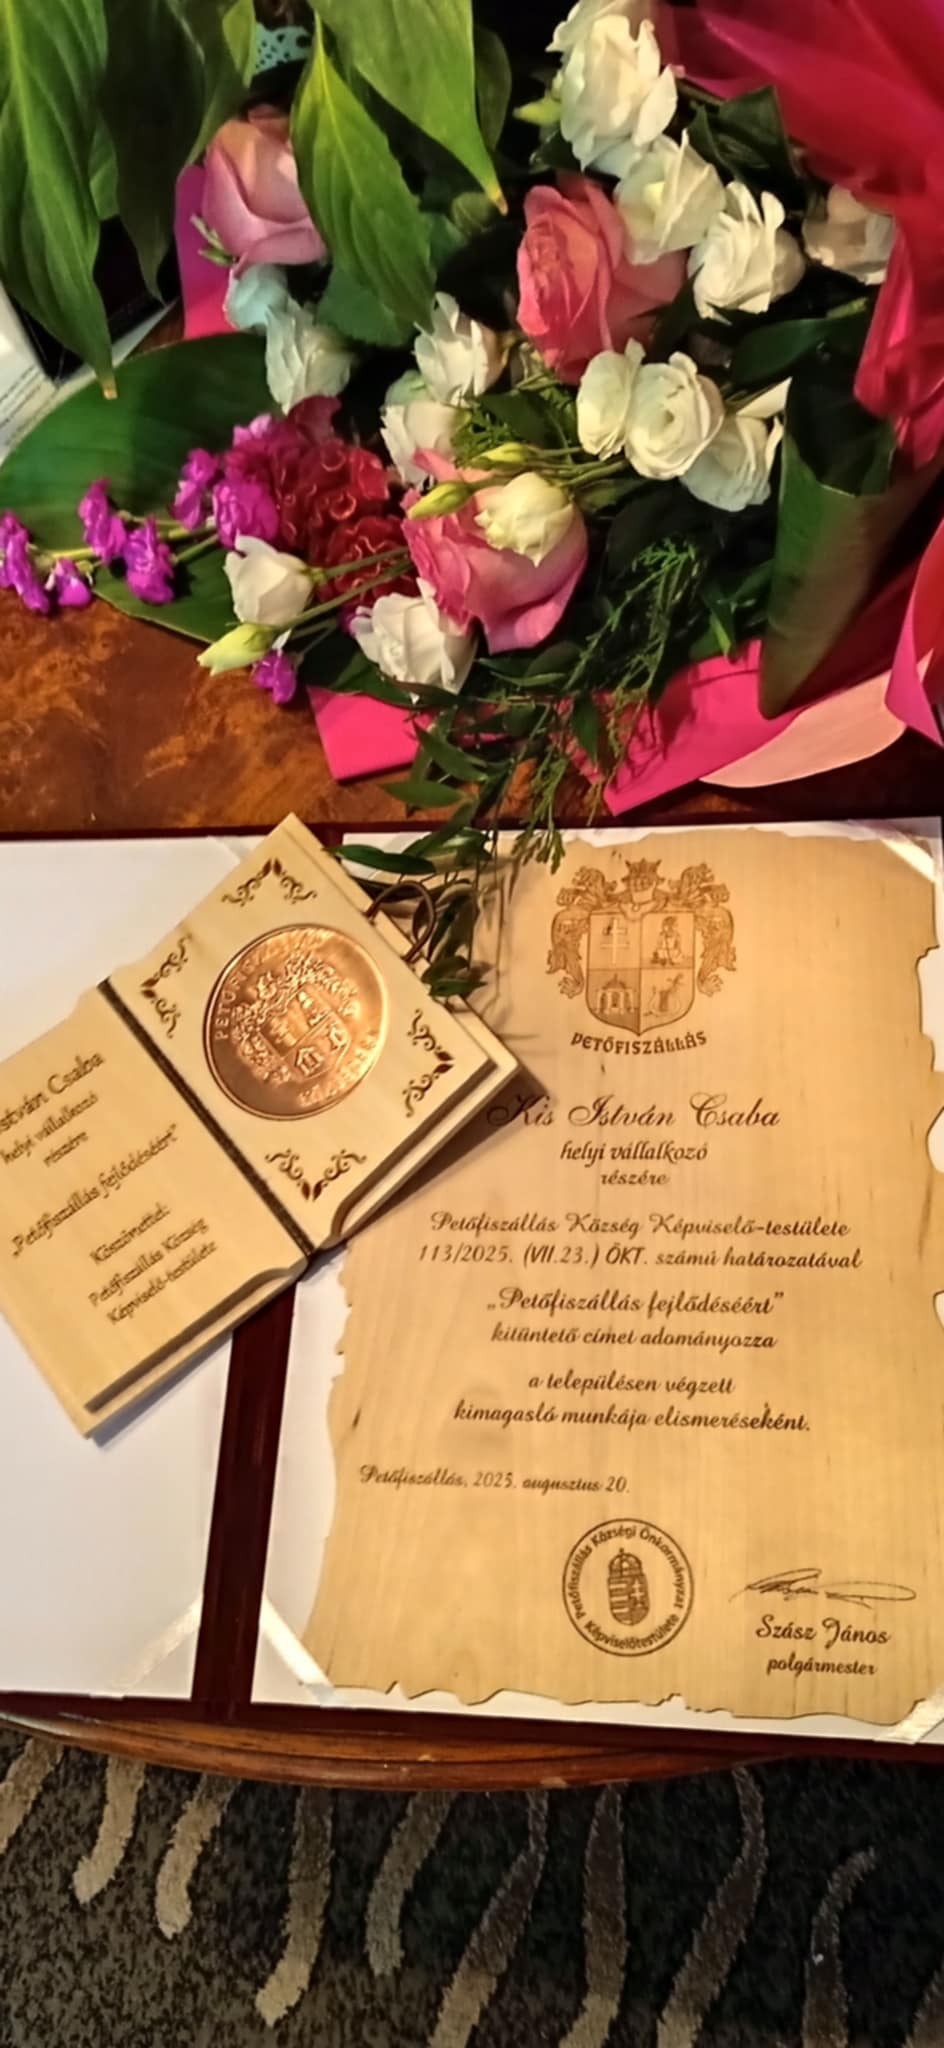 PETŐFISZÁLLÁS
Kis István Csaba
helyi vállalkozó
részére
Petőfiszállás Község Képviselő-testülete
113/2025. (VII.23.) ÖKT. számú határozatával
„Petőfiszállás fejlődéséért”
kitüntető címet adományozza
a településen végzett
kimagasló munkája elismeréseként.
Petőfiszállás, 2025. augusztus 20.
Petőfiszállás Községi Önkormányzat
Képviselőtestülete
Szász János
polgármester
István Csaba
helyi vállalkozó
részére
„Petőfiszállás fejlődéséért”
Köszönettel:
Petőfiszállás Község
Képviselő-testülete